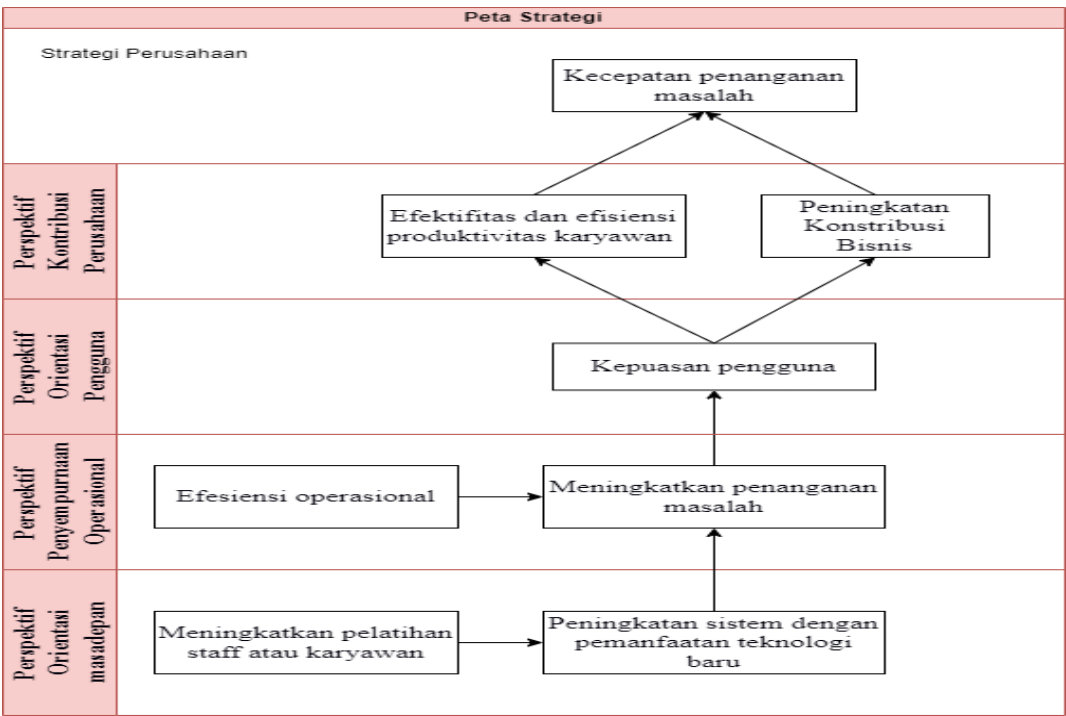 Peta Strategi
Strategi Perusahaan
Kecepatan penanganan
masalah
Perspektif
Kontribusi
Perusahaan
Efektifitas dan efisiensi
produktivitas karyawan
Peningkatan
Konstribusi
Bisnis
Perspektif
Orientasi
Pengguna
Kepuasan pengguna
Perspektif
Penyempurnaan
Operasional
Efesiensi operasional
Meningkatkan penanganan
masalah
Perspektif
Orientasi
masadepan
Meningkatkan pelatihan
staff atau karyawan
Peningkatan sistem dengan
pemanfaatan teknologi
baru